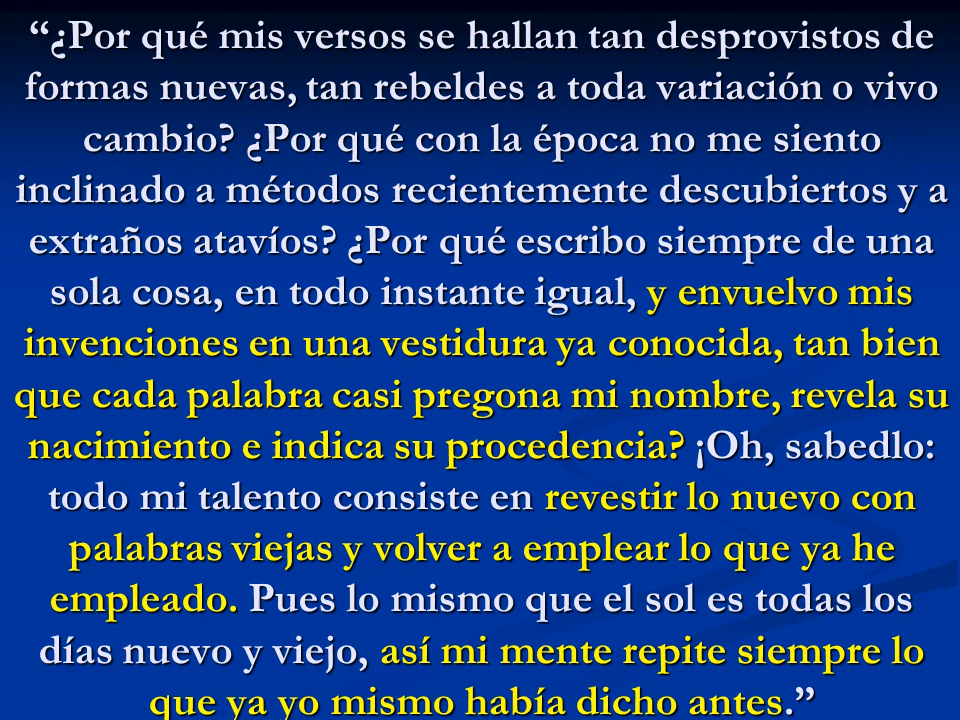 “¿Por qué mis versos se hallan tan desprovistos de
formas nuevas, tan rebeldes a toda variación o vivo
cambio? ¿Por qué con la época no me siento
inclinado a métodos recientemente descubiertos y a
extraños atavíos? ¿Por qué escribo siempre de una
sola cosa, en todo instante igual, y envuelvo mis
invenciones en una vestidura ya conocida, tan bien
que cada palabra casi pregona mi nombre, revela su
nacimiento e indica su procedencia? ¡Oh, sabedlo:
todo mi talento consiste en revestir lo nuevo con
palabras viejas y volver a emplear lo que ya he
empleado. Pues lo mismo que el sol es todas los
días nuevo y viejo, así mi mente repite siempre lo
que ya yo mismo había dicho antes.”